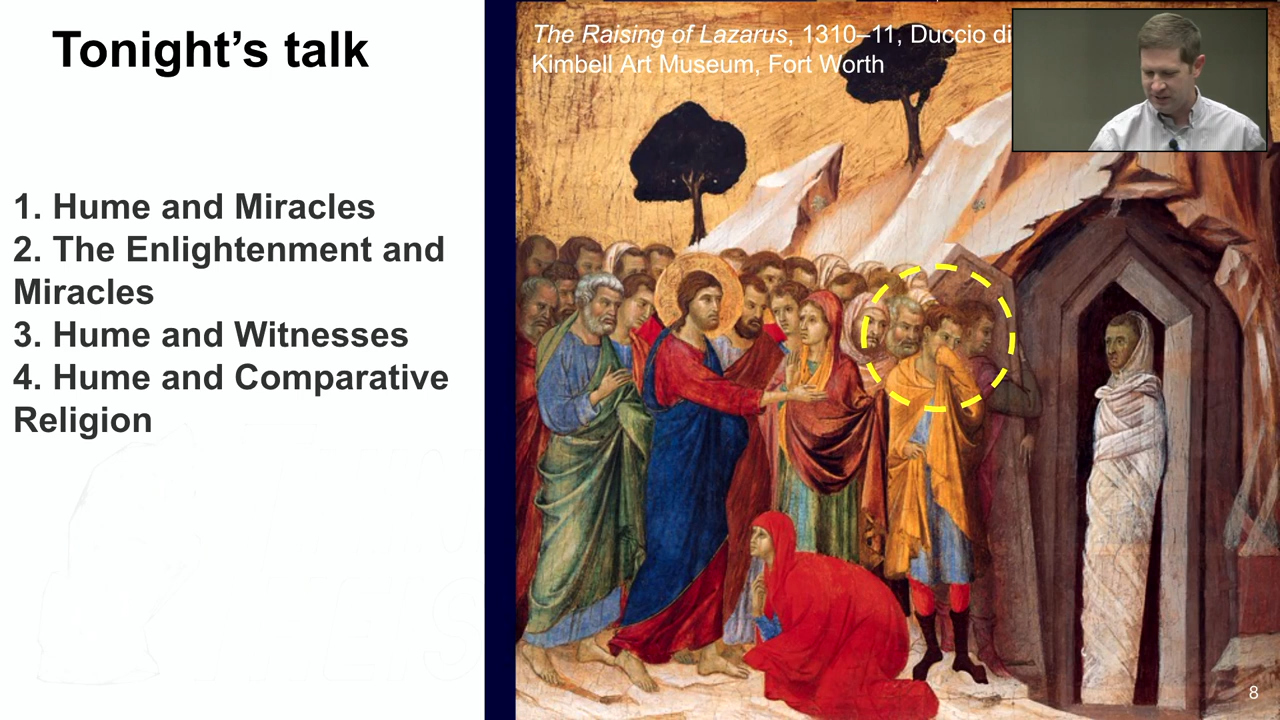 Tonight's talk
1. Hume and Miracles
2. The Enlightenment and
Miracles
3. Hume and Witnesses
4. Hume and Comparative
Religion
The Raising of Lazarus, 1310–11, Duccio di
Kimbell Art Museum, Fort Worth
8